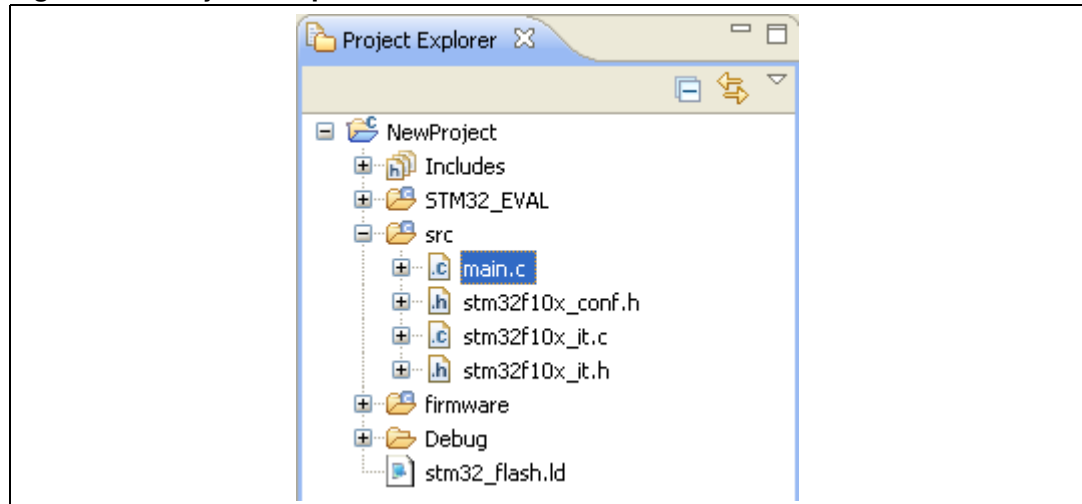 Project Explorer
NewProject
Includes
STM32_EVAL
src
main.c
stm32f10x_conf.h
stm32f10x_it.c
stm32f10x_it.h
firmware
Debug
stm32_flash.ld